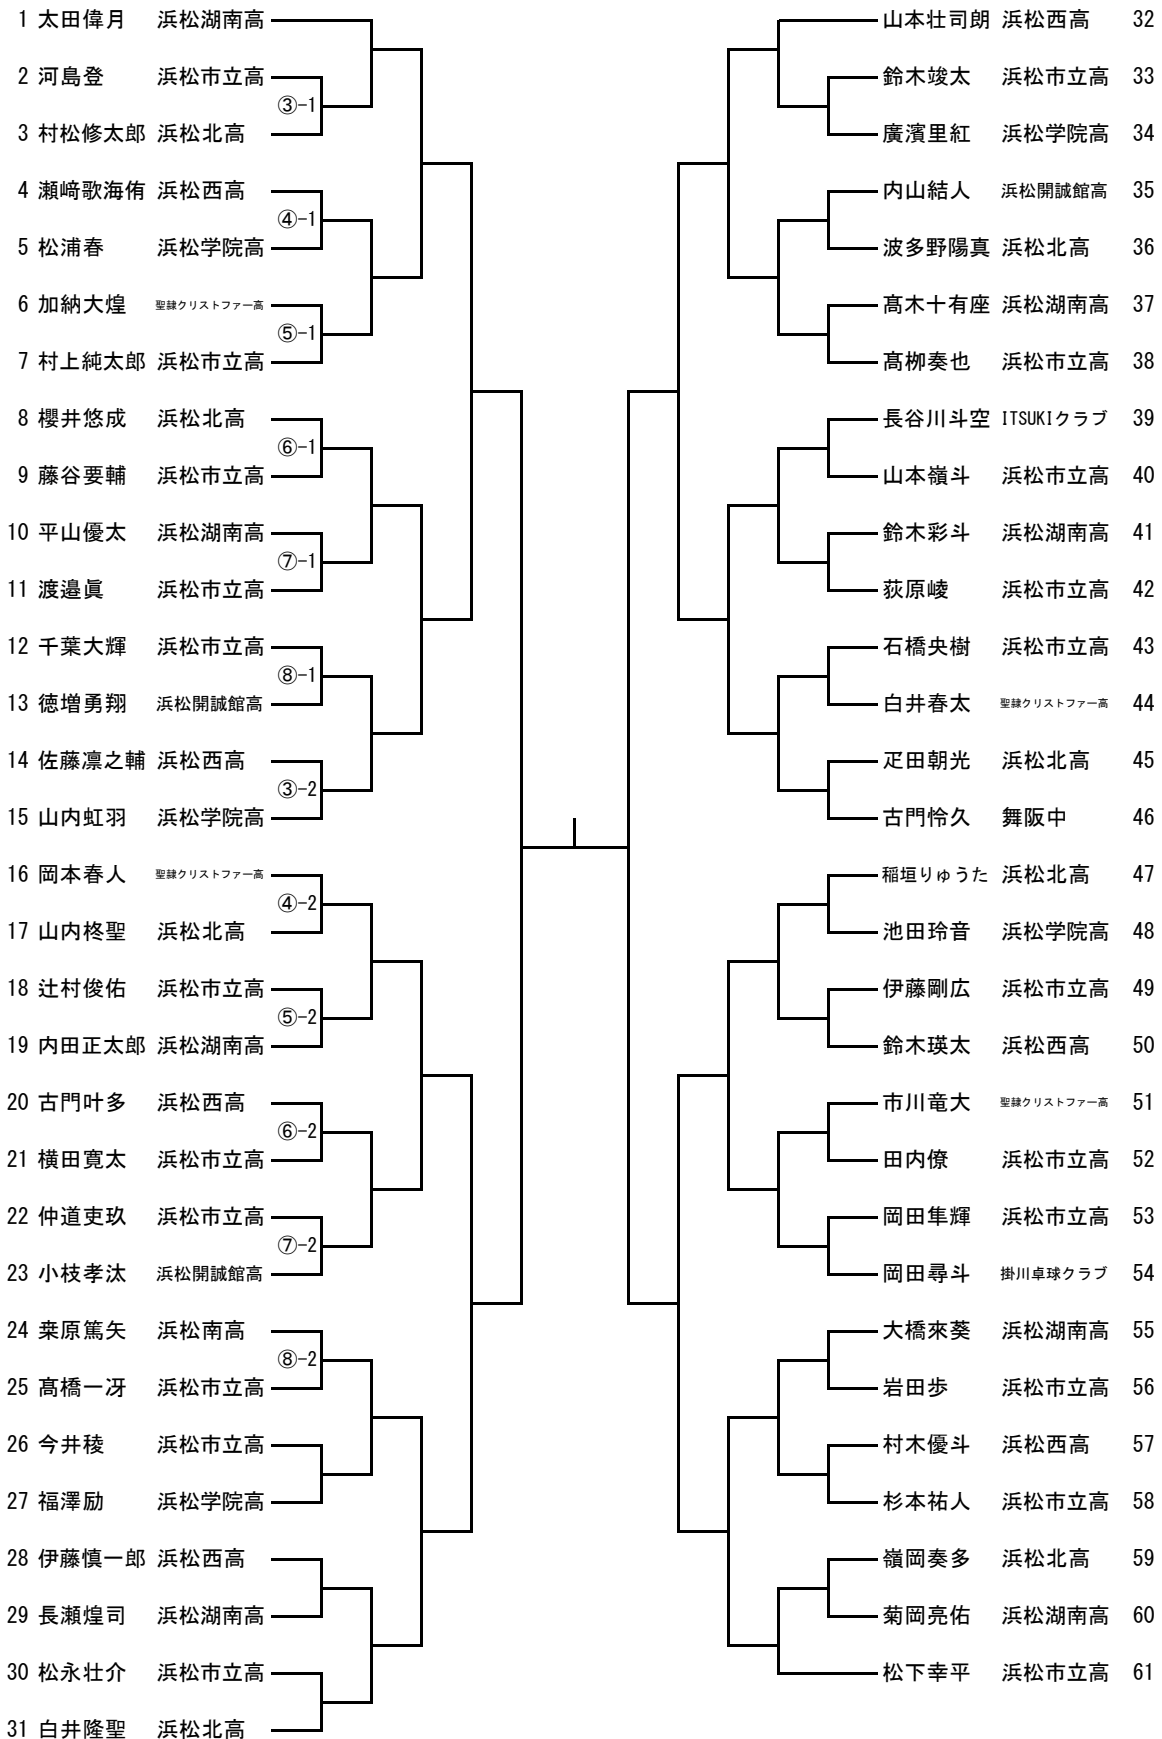 1 太田偉月 浜松湖南高
2 河島登 浜松市立高
③-1
3 村松修太郎 浜松北高
4 瀬﨑歌海侑 浜松西高
④-1
5 松浦春 浜松学院高
6 加納大煌 聖隷クリストファー高
⑤-1
7 村上純太郎 浜松市立高
8 櫻井悠成 浜松北高
⑥-1
9 藤谷要輔 浜松市立高
10 平山優太 浜松湖南高
⑦-1
11 渡邉眞 浜松市立高
12 千葉大輝 浜松市立高
⑧-1
13 徳増勇翔 浜松開誠館高
14 佐藤凛之輔 浜松西高
③-2
15 山内虹羽 浜松学院高
16 岡本春人 聖隷クリストファー高
④-2
17 山内柊聖 浜松北高
18 辻村俊佑 浜松市立高
⑤-2
19 内田正太郎 浜松湖南高
20 古門叶多 浜松西高
⑥-2
21 横田寛太 浜松市立高
22 仲道吏玖 浜松市立高
⑦-2
23 小枝孝汰 浜松開誠館高
24 桒原篤矢 浜松南高
⑧-2
25 髙橋一冴 浜松市立高
26 今井稜 浜松市立高
27 福澤励 浜松学院高
28 伊藤慎一郎 浜松西高
29 長瀬煌司 浜松湖南高
30 松永壮介 浜松市立高
31 白井隆聖 浜松北高
山本壮司朗 浜松西高 32
鈴木竣太 浜松市立高 33
廣濱里紅 浜松学院高 34
内山結人 浜松開誠館高 35
波多野陽真 浜松北高 36
髙木十有座 浜松湖南高 37
髙栁奏也 浜松市立高 38
長谷川斗空 ITSUKIクラブ 39
山本嶺斗 浜松市立高 40
鈴木彩斗 浜松湖南高 41
荻原崚 浜松市立高 42
石橋央樹 浜松市立高 43
白井春太 聖隷クリストファー高 44
疋田朝光 浜松北高 45
古門怜久 舞阪中 46
稲垣りゅうた 浜松北高 47
池田玲音 浜松学院高 48
伊藤剛広 浜松市立高 49
鈴木瑛太 浜松西高 50
市川竜大 聖隷クリストファー高 51
田内僚 浜松市立高 52
岡田隼輝 浜松市立高 53
岡田尋斗 掛川卓球クラブ 54
大橋來葵 浜松湖南高 55
岩田歩 浜松市立高 56
村木優斗 浜松西高 57
杉本祐人 浜松市立高 58
嶺岡奏多 浜松北高 59
菊岡亮佑 浜松湖南高 60
松下幸平 浜松市立高 61